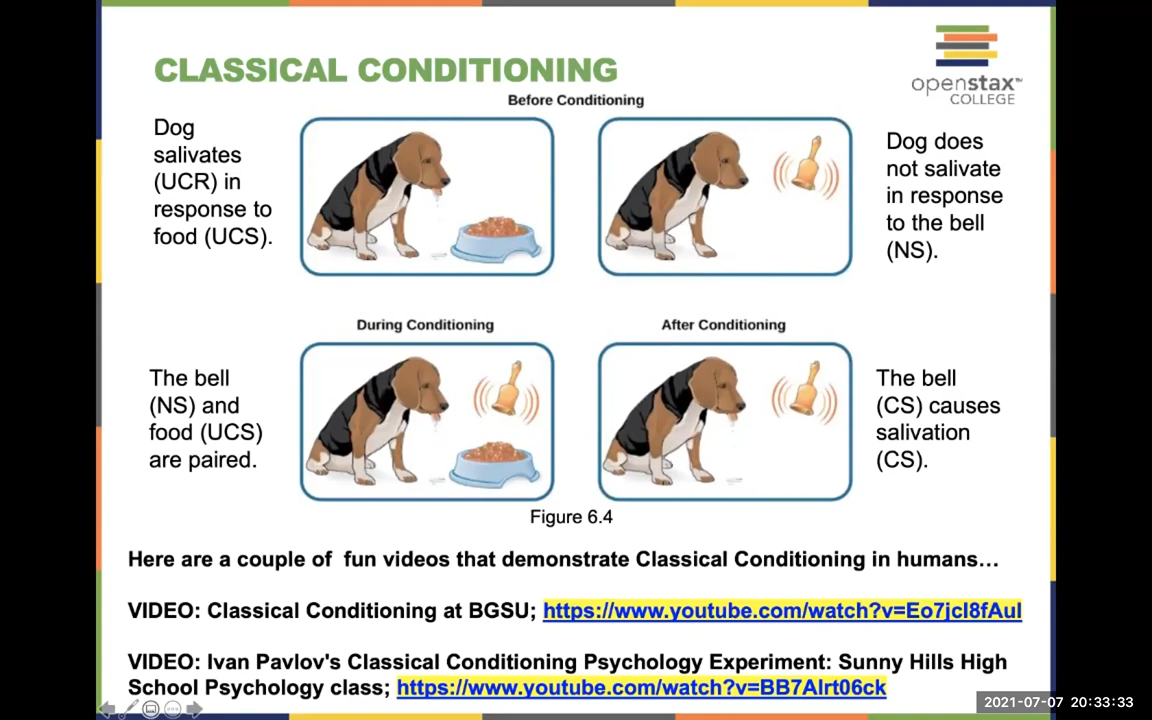 CLASSICAL CONDITIONING
openstax™
COLLEGE
Before Conditioning
Dog
salivates
(UCR) in
response to
food (UCS).
Dog does
not salivate
in response
to the bell
(NS).
During Conditioning
After Conditioning
The bell
(NS) and
food (UCS)
are paired.
The bell
(CS) causes
salivation
(CS).
Figure 6.4
Here are a couple of fun videos that demonstrate Classical Conditioning in humans…
VIDEO: Classical Conditioning at BGSU; https://www.youtube.com/watch?v=Eo7jcI8fAuI
VIDEO: Ivan Pavlov's Classical Conditioning Psychology Experiment: Sunny Hills High
School Psychology class; https://www.youtube.com/watch?v=BB7AIrt06ck
2021-07-07 20:33:33